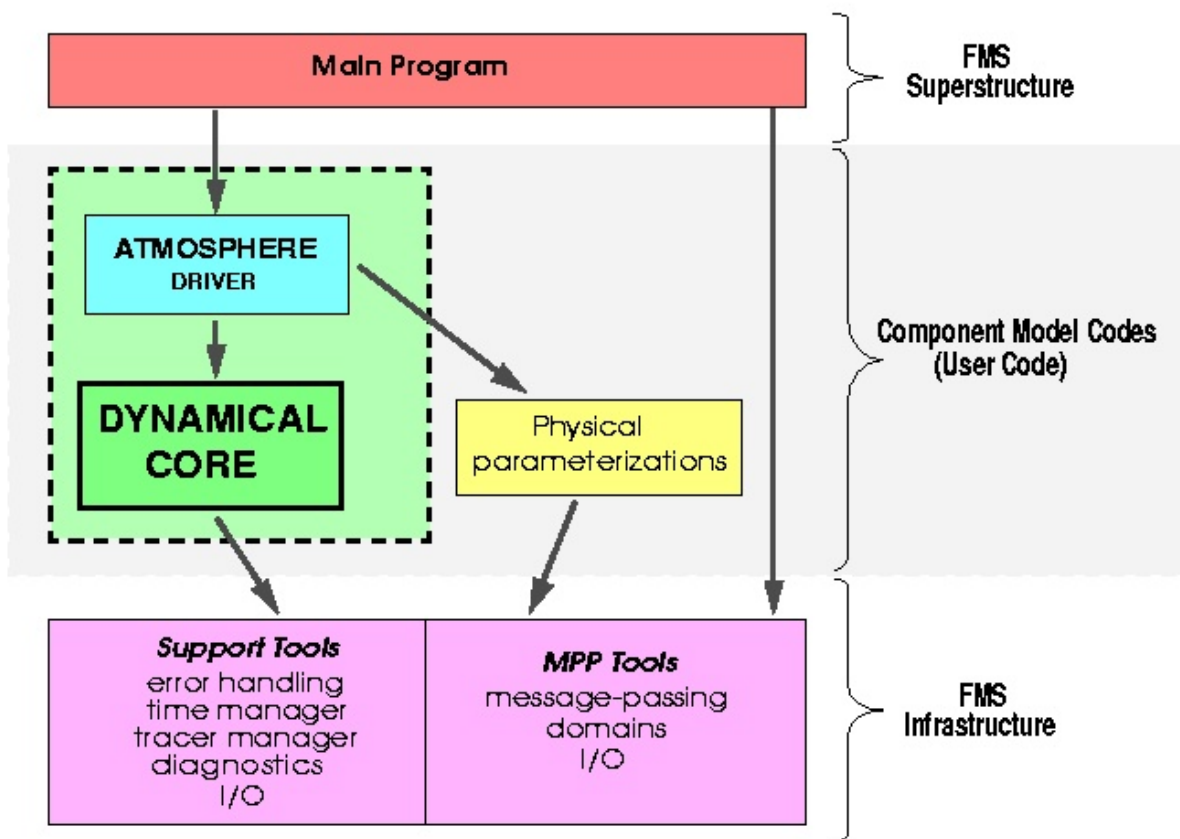 Main Program
FMS
Superstructure
ATMOSPHERE
DRIVER
DYNAMICAL
CORE
Physical
parameterizations
Component Model Codes
(User Code)
Support Tools
error handling
time manager
tracer manager
diagnostics
I/O
MPP Tools
message-passing
domains
I/O
FMS
Infrastructure